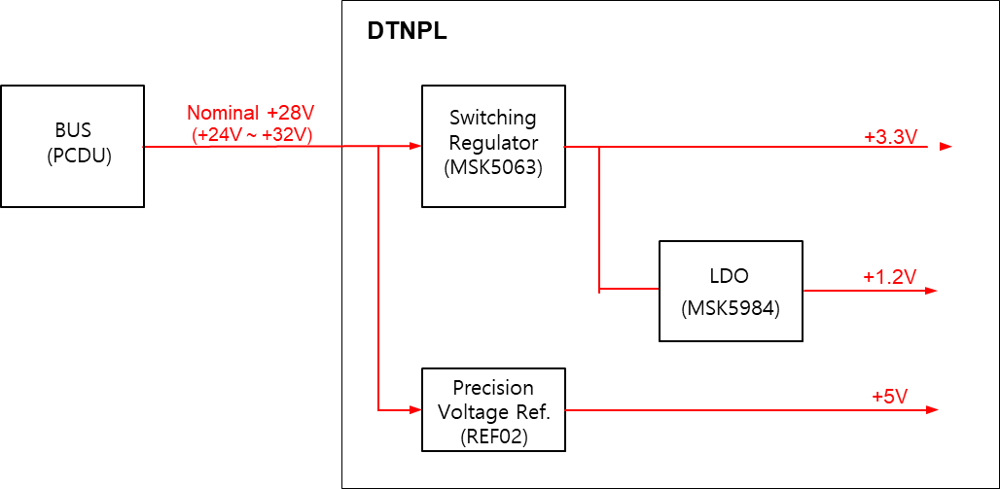 DTNPL
BUS
(PCDU)
Nominal +28V
(+24V ~ +32V)
Switching
Regulator
(MSK5063)
+3.3V
LDO
(MSK5984)
+1.2V
Precision
Voltage Ref.
(REF02)
+5V